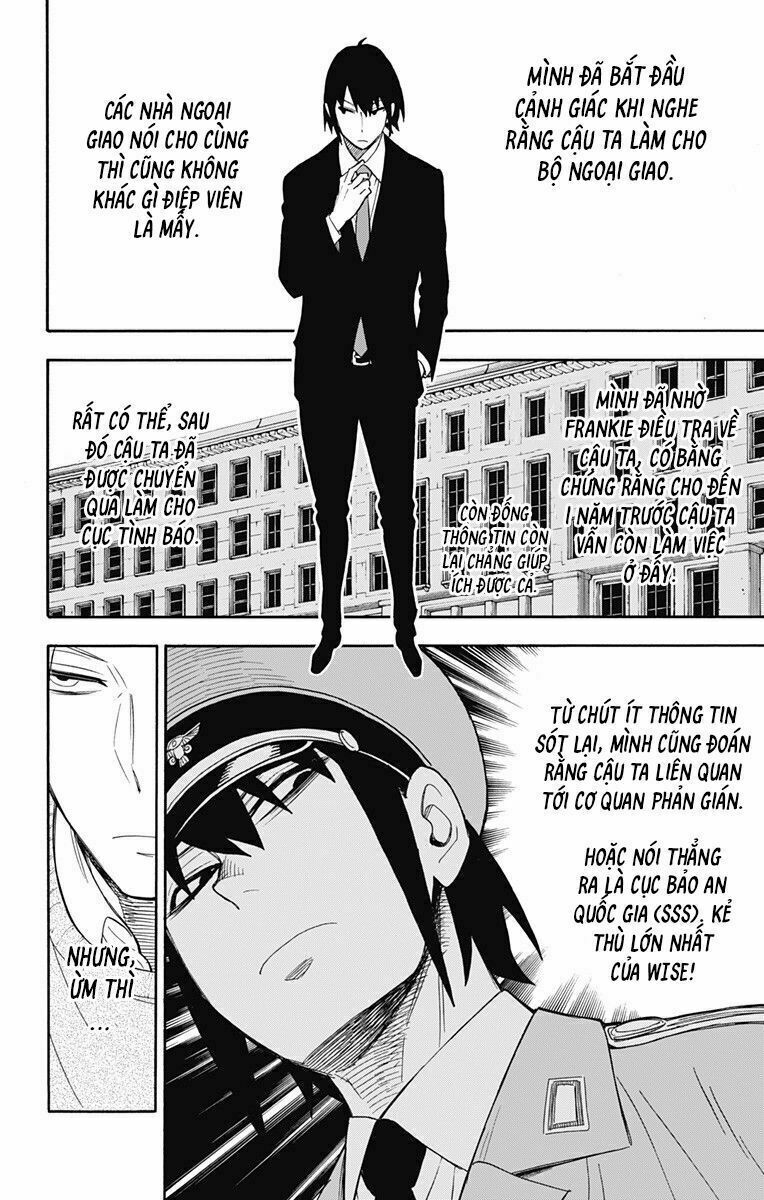 MÌNH ĐÃ BẮT ĐẦU
CẢNH GIÁC KHI NGHE
RẰNG CẬU TA LÀM CHO
BỘ NGOẠI GIAO.
CÁC NHÀ NGOẠI
GIAO NÓI CHO CÙNG
THÌ CŨNG KHÔNG
KHÁC GÌ ĐIỆP VIÊN
LÀ MẤY.
MÌNH ĐÃ NHỜ
FRANKIE ĐIỀU TRA VỀ
CẬU TA, CÓ BẰNG
CHỨNG RẰNG CHO ĐẾN
1 NĂM TRƯỚC CẬU TA
VẪN CÒN LÀM VIỆC
Ở ĐÂY!
CÒN ĐỐNG
THÔNG TIN CÒN
LẠI CHẲNG GIÚP
ÍCH ĐƯỢC CẢ.
RẤT CÓ THỂ, SAU
ĐÓ CẬU TA ĐÃ
ĐƯỢC CHUYỂN
QUA LÀM CHO
CỤC TÌNH BÁO.
TỪ CHÚT ÍT THÔNG TIN
SÓT LẠI, MÌNH CŨNG ĐOÁN
RẰNG CẬU TA LIÊN QUAN
TỚI CƠ QUAN PHẢN GIÁN.
HOẶC NÓI THẲNG
RA LÀ CỤC BẢO AN
QUỐC GIA (SSS), KẺ
THÙ LỚN NHẤT
CỦA WISE!
NHƯNG,
ỪM THÌ
...